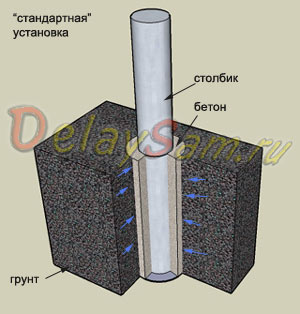 "стандартная"
установка
столбик
бетон
DelaySam.ru
грунт